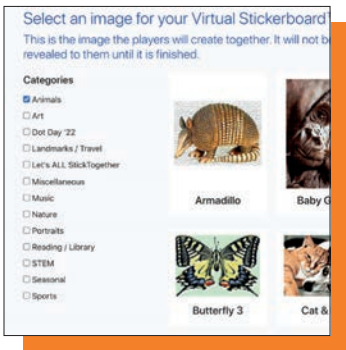 Select an image for your Virtual Stickerboard
This is the image the players will create together. It will not be
revealed to them until it is finished.
Categories
Animals
Art
Dot Day '22
Landmarks / Travel
Let's ALL StickTogether
Miscellaneous
Music
Nature
Portraits
Reading / Library
STEM
Seasonal
Sports
Armadillo
Baby G
Butterfly 3
Cat &